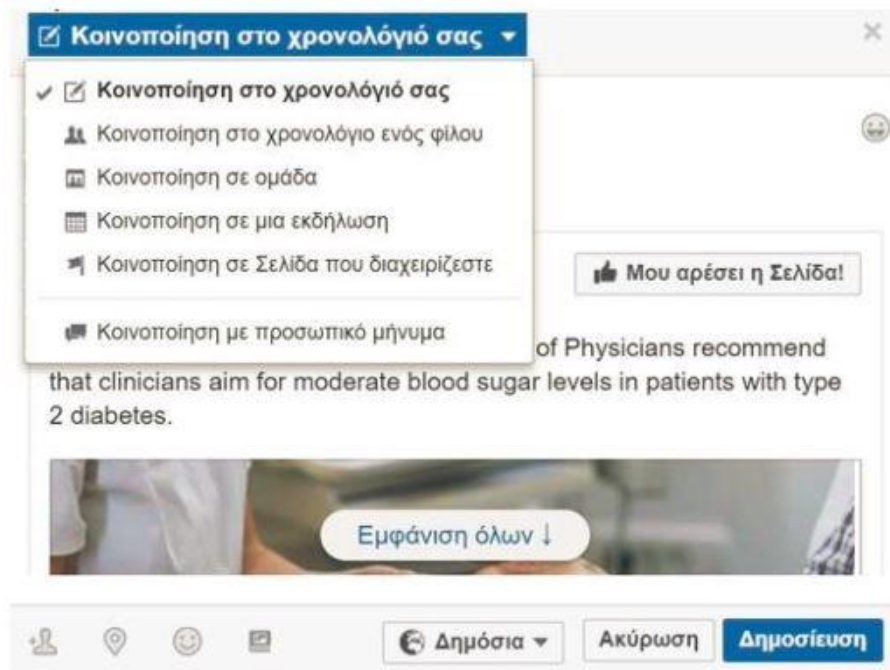 Κοινοποίηση στο χρονολόγιό σας
Κοινοποίηση στο χρονολόγιό σας
Κοινοποίηση στο χρονολόγιο ενός φίλου
Κοινοποίηση σε ομάδα
Κοινοποίηση σε μια εκδήλωση
Κοινοποίηση σε Σελίδα που διαχειρίζεστε
Μου αρέσει η Σελίδα!
Κοινοποίηση με προσωπικό μήνυμα
of Physicians recommend
that clinicians aim for moderate blood sugar levels in patients with type
2 diabetes.
Εμφάνιση όλων ↓
Δημόσια Ακύρωση Δημοσίευση